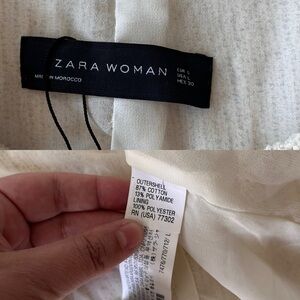 ZARA WOMAN
EUR L
USA L
MEX 30
MADE IN MOROCCO
OUTERSHELL
87% COTTON
13% POLYAMIDE
LINING
100% POLYESTER
RN (USA) 77302